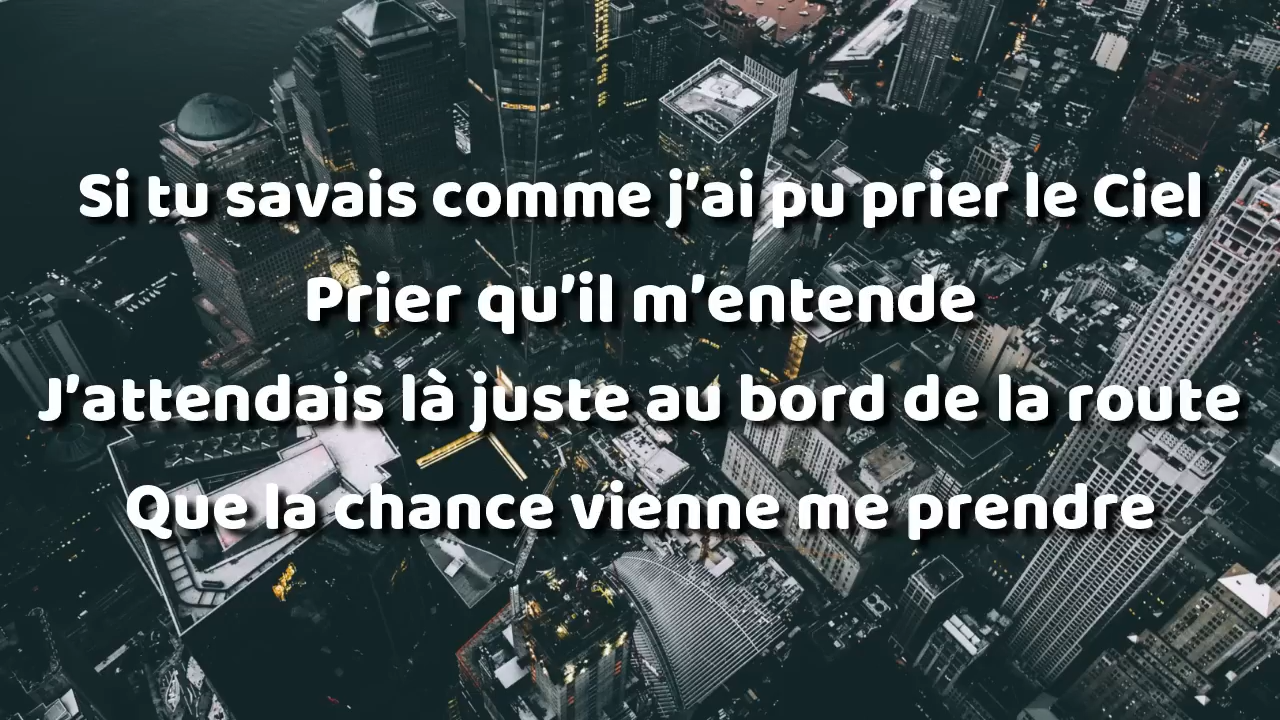 Si tu savais comme j’ai pu prier le Ciel
Prier qu’il m’entende
J’attendais là juste au bord de la route
Que la chance vienne me prendre